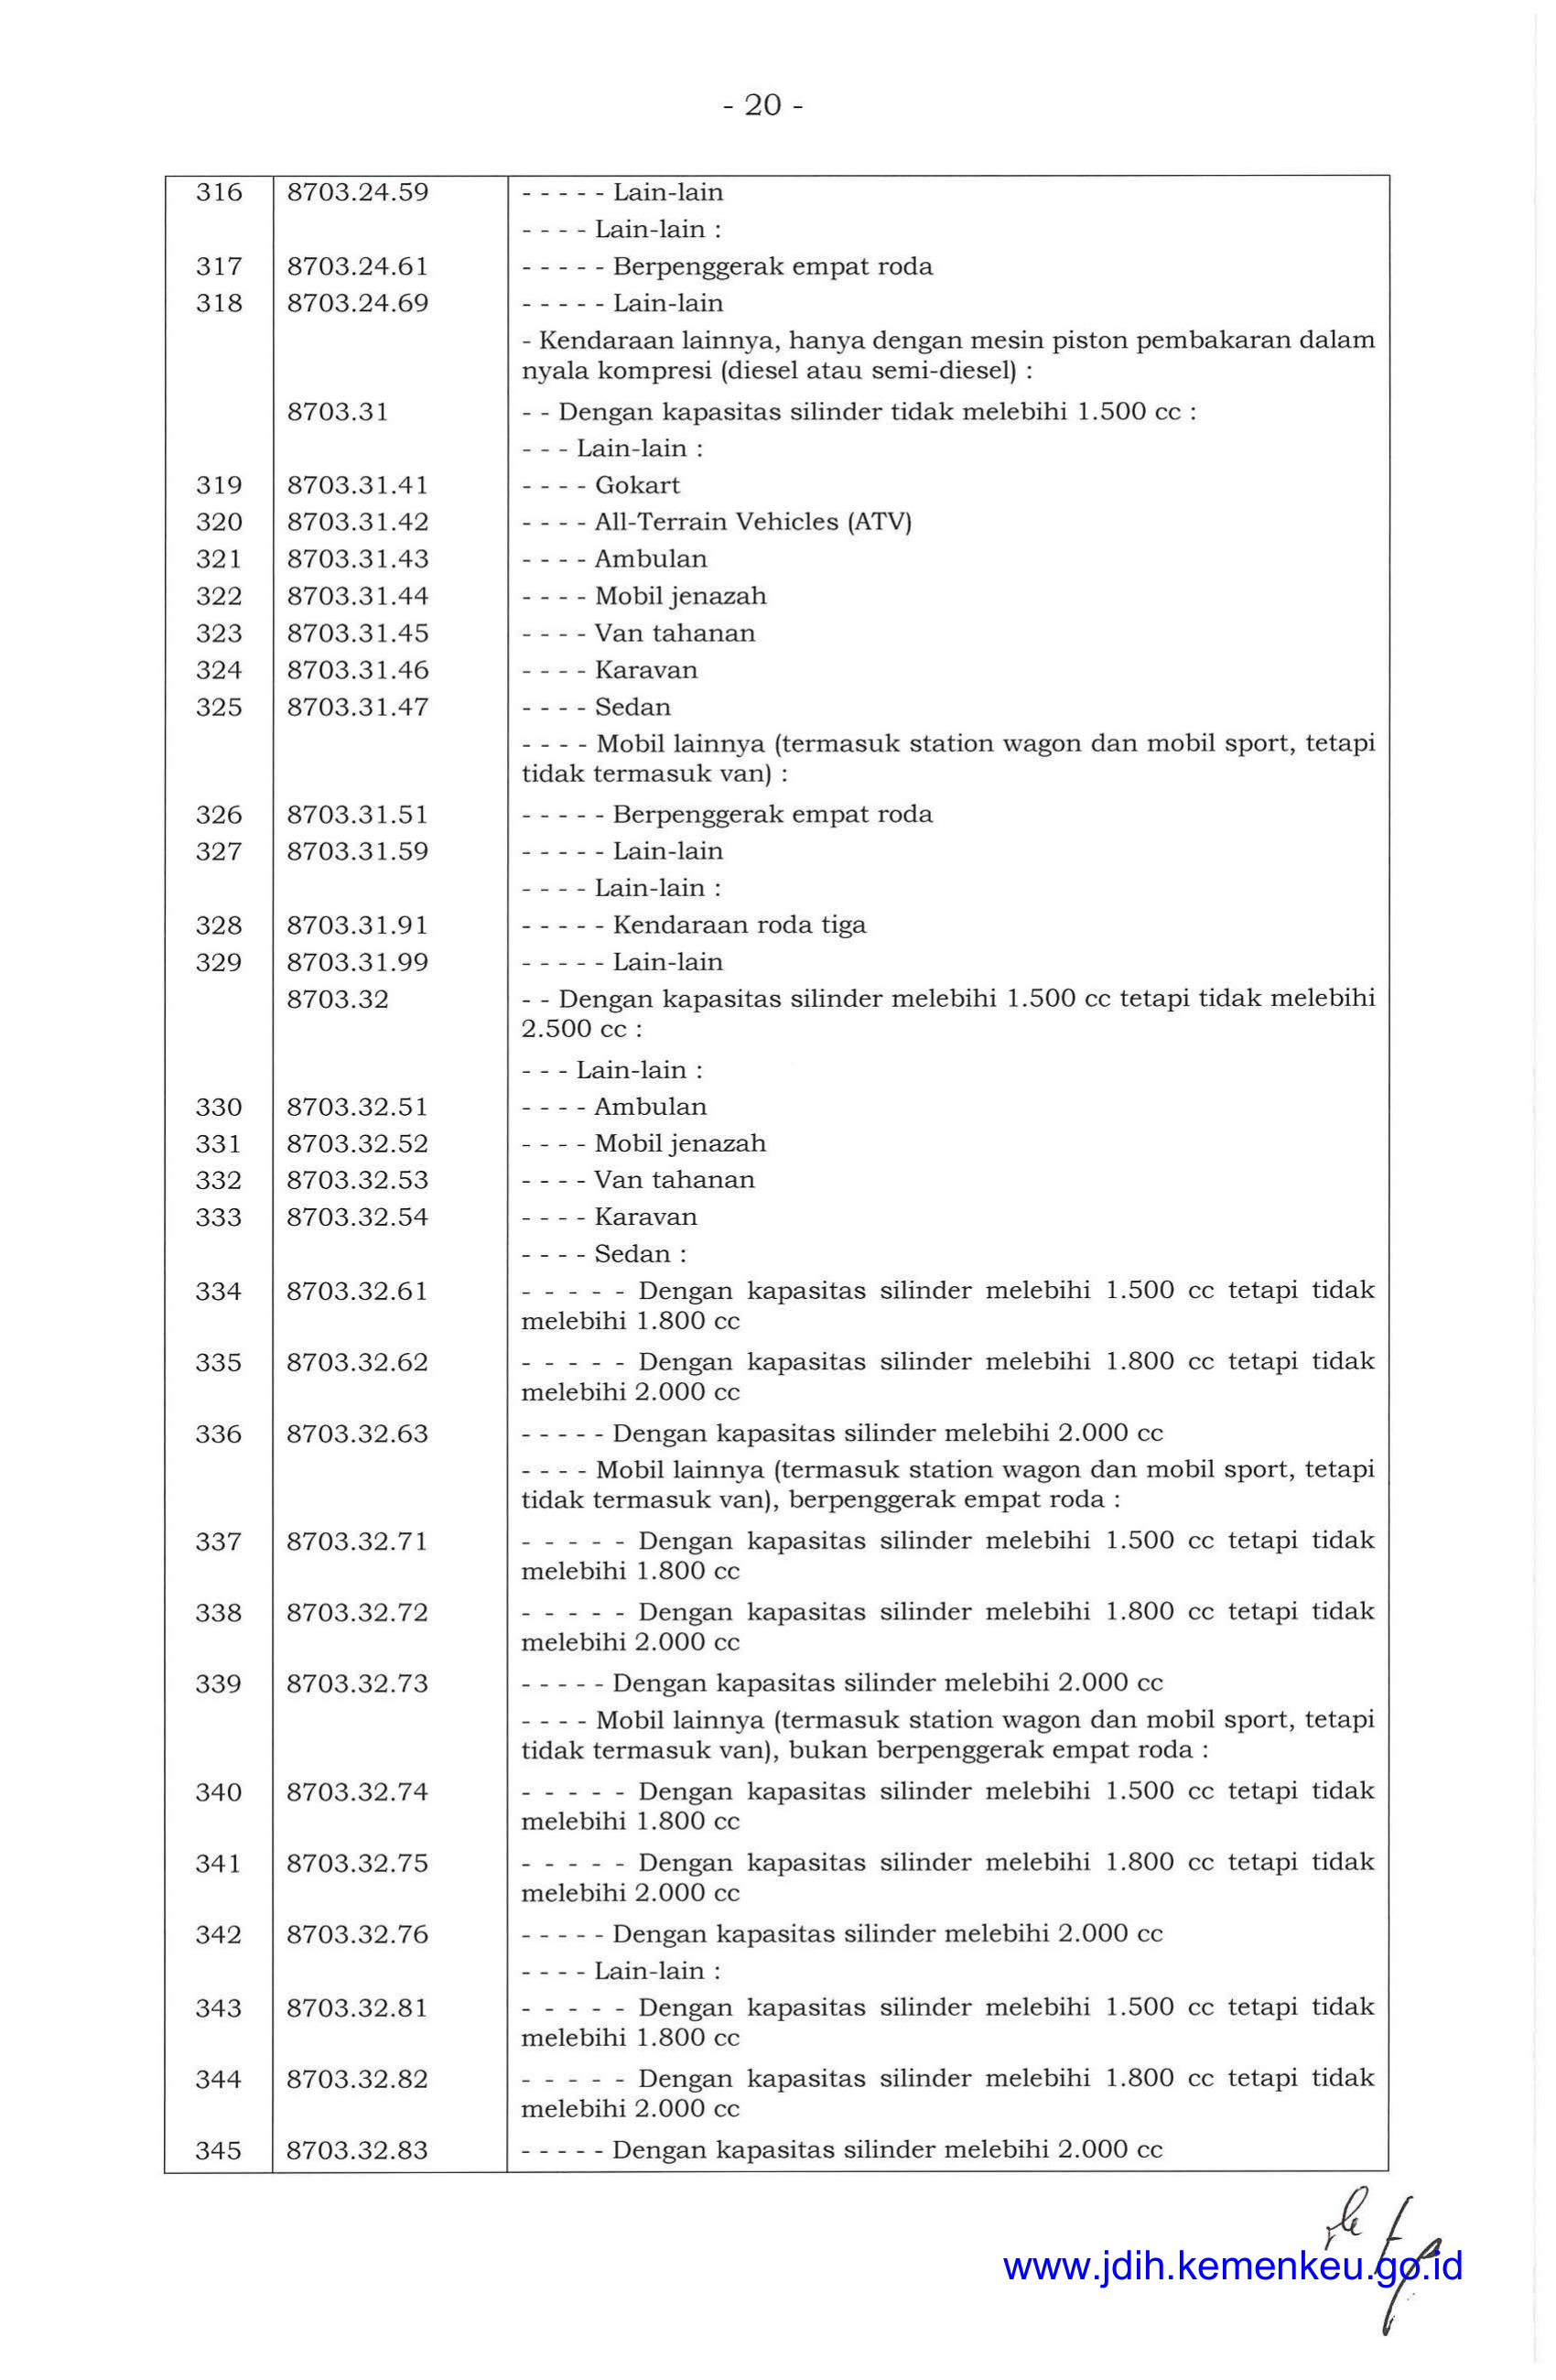 - 20 -
316 8703.24.59 - - - - - Lain-lain
- - - - Lain-lain :
317 8703.24.61 - - - - - Berpenggerak empat roda
318 8703.24.69 - - - - - Lain-lain
- Kendaraan lainnya, hanya dengan mesin piston pembakaran dalam
nyala kompresi (diesel atau semi-diesel) :
8703.31 - - Dengan kapasitas silinder tidak melebihi 1.500 cc :
- - - Lain-lain :
319 8703.31.41 - - - - Gokart
320 8703.31.42 - - - - All-Terrain Vehicles (ATV)
321 8703.31.43 - - - - Ambulan
322 8703.31.44 - - - - Mobil jenazah
323 8703.31.45 - - - - Van tahanan
324 8703.31.46 - - - - Karavan
325 8703.31.47 - - - - Sedan
- - - - Mobil lainnya (termasuk station wagon dan mobil sport, tetapi
tidak termasuk van) :
326 8703.31.51 - - - - - Berpenggerak empat roda
327 8703.31.59 - - - - - Lain-lain
- - - - Lain-lain :
328 8703.31.91 - - - - - Kendaraan roda tiga
329 8703.31.99 - - - - - Lain-lain
8703.32 - - Dengan kapasitas silinder melebihi 1.500 cc tetapi tidak melebihi
2.500 cc :
- - - Lain-lain :
330 8703.32.51 - - - - Ambulan
331 8703.32.52 - - - - Mobil jenazah
332 8703.32.53 - - - - Van tahanan
333 8703.32.54 - - - - Karavan
- - - - Sedan :
334 8703.32.61 - - - - - Dengan kapasitas silinder melebihi 1.500 cc tetapi tidak
melebihi 1.800 cc
335 8703.32.62 - - - - - Dengan kapasitas silinder melebihi 1.800 cc tetapi tidak
melebihi 2.000 cc
336 8703.32.63 - - - - - Dengan kapasitas silinder melebihi 2.000 cc
- - - - Mobil lainnya (termasuk station wagon dan mobil sport, tetapi
tidak termasuk van), berpenggerak empat roda :
337 8703.32.71 - - - - - Dengan kapasitas silinder melebihi 1.500 cc tetapi tidak
melebihi 1.800 cc
338 8703.32.72 - - - - - Dengan kapasitas silinder melebihi 1.800 cc tetapi tidak
melebihi 2.000 cc
339 8703.32.73 - - - - - Dengan kapasitas silinder melebihi 2.000 cc
- - - - Mobil lainnya (termasuk station wagon dan mobil sport, tetapi
tidak termasuk van), bukan berpenggerak empat roda :
340 8703.32.74 - - - - - Dengan kapasitas silinder melebihi 1.500 cc tetapi tidak
melebihi 1.800 cc
341 8703.32.75 - - - - - Dengan kapasitas silinder melebihi 1.800 cc tetapi tidak
melebihi 2.000 cc
342 8703.32.76 - - - - - Dengan kapasitas silinder melebihi 2.000 cc
- - - - Lain-lain :
343 8703.32.81 - - - - - Dengan kapasitas silinder melebihi 1.500 cc tetapi tidak
melebihi 1.800 cc
344 8703.32.82 - - - - - Dengan kapasitas silinder melebihi 1.800 cc tetapi tidak
melebihi 2.000 cc
345 8703.32.83 - - - - - Dengan kapasitas silinder melebihi 2.000 cc
www.jdih.kemenkeu.go.id